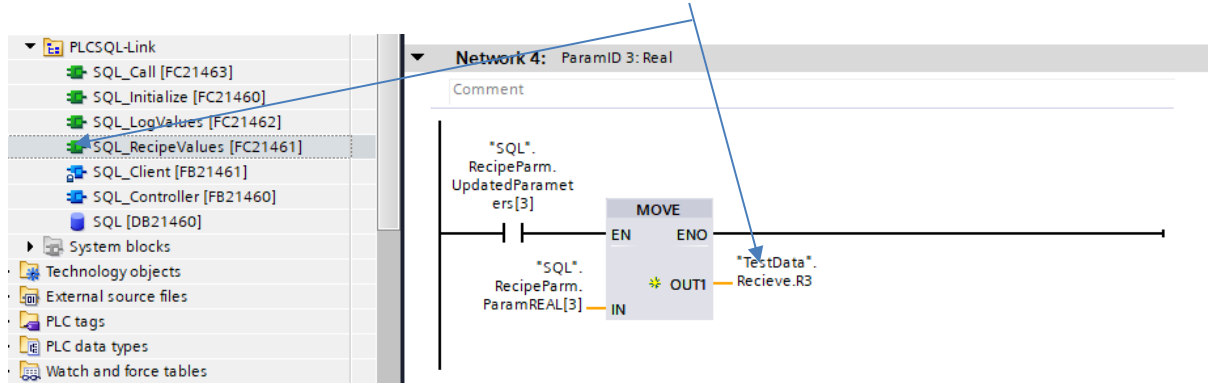 PLCSQL-Link
SQL_Call [FC21463]
SQL_Initialize [FC21460]
SQL_LogValues [FC21462]
SQL_RecipeValues [FC21461]
SQL_Client [FB21461]
SQL_Controller [FB21460]
SQL [DB21460]
System blocks
Technology objects
External source files
PLC tags
PLC data types
Watch and force tables
Network 4: ParamID 3: Real
Comment
"SQL".
RecipeParm.
UpdatedParamet
ers[3]
MOVE
EN ENO
"SQL".
RecipeParm.
ParamREAL[3]
IN
OUT1
"TestData".
Recieve.R3